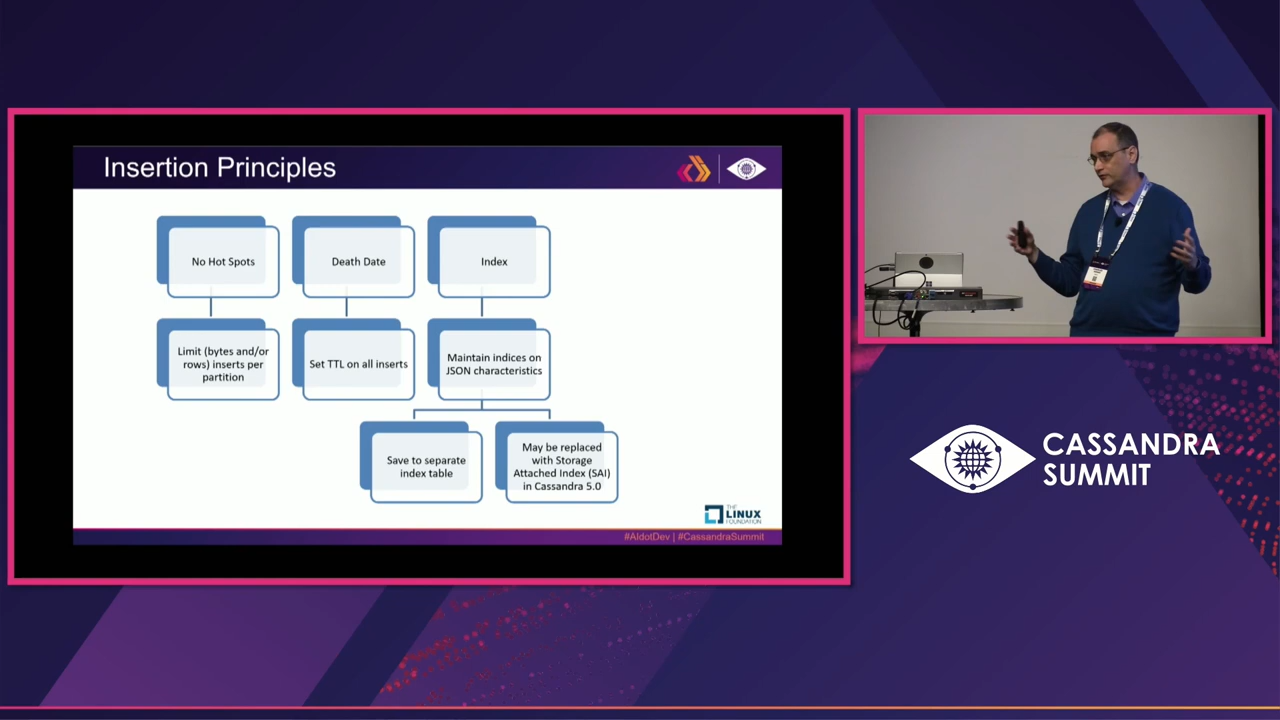 Insertion Principles
No Hot Spots
Death Date
Index
Limit (bytes and/or
rows) inserts per
partition
Set TTL on all inserts
Maintain indices on
JSON characteristics
Save to separate
index table
May be replaced
with Storage
Attached Index (SAI)
in Cassandra 5.0
THE
LINUX
FOUNDATION
#AIdotDev | #CassandraSummit
CASSANDRA
SUMMIT